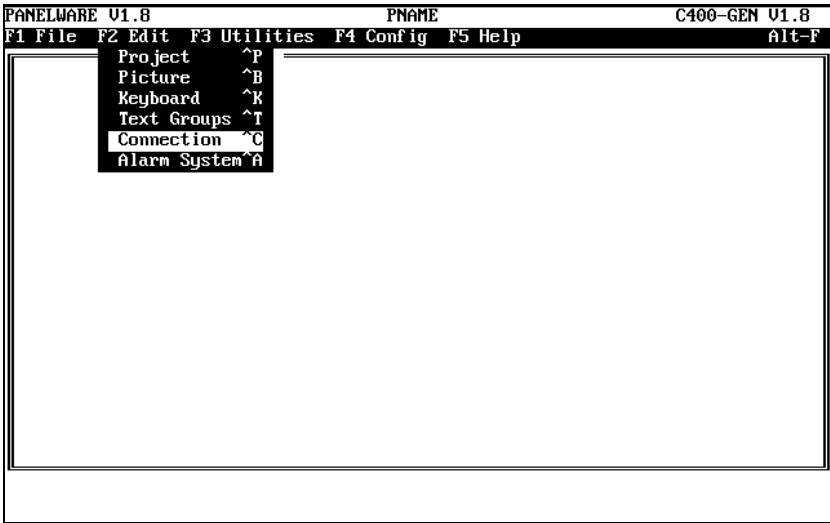 PANELWARE V1.8 PNAME C400-GEN V1.8
F1 File F2 Edit F3 Utilities F4 Config F5 Help Alt-F
Project ^P
Picture ^B
Keyboard ^K
Text Groups ^T
Connection ^C
Alarm System^A